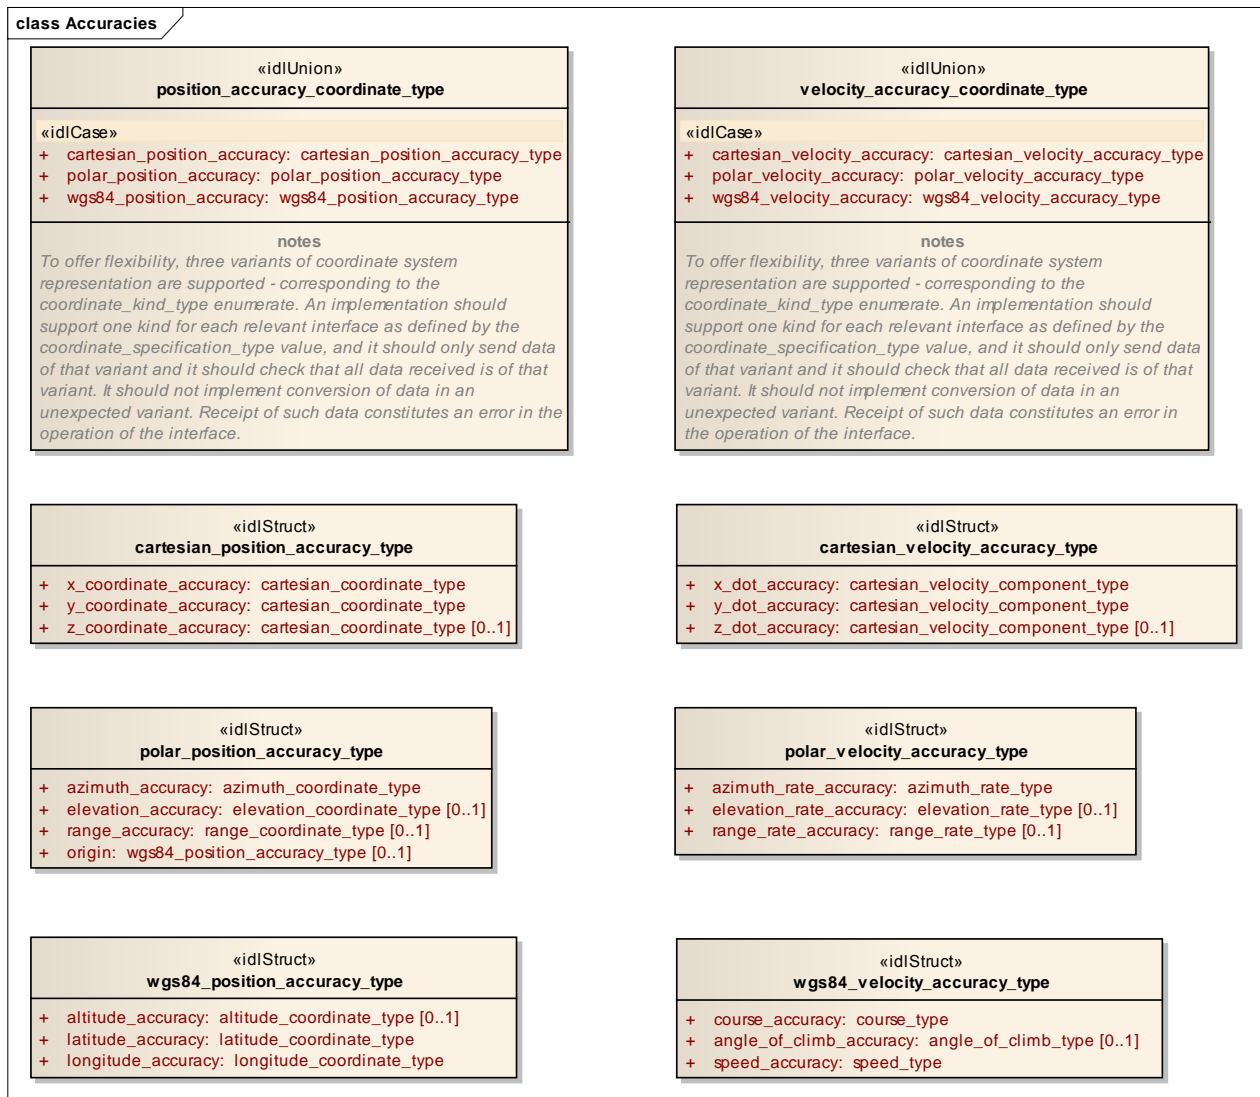 class Accuracies
«idlUnion»
position_accuracy_coordinate_type
«idlCase»
+ cartesian_position_accuracy: cartesian_position_accuracy_type
+ polar_position_accuracy: polar_position_accuracy_type
+ wgs84_position_accuracy: wgs84_position_accuracy_type
notes
To offer flexibility, three variants of coordinate system
representation are supported - corresponding to the
coordinate_kind_type enumerate. An implementation should
support one kind for each relevant interface as defined by the
coordinate_specification_type value, and it should only send data
of that variant and it should check that all data received is of that
variant. It should not implement conversion of data in an
unexpected variant. Receipt of such data constitutes an error in the
operation of the interface.
«idlUnion»
velocity_accuracy_coordinate_type
«idlCase»
+ cartesian_velocity_accuracy: cartesian_velocity_accuracy_type
+ polar_velocity_accuracy: polar_velocity_accuracy_type
+ wgs84_velocity_accuracy: wgs84_velocity_accuracy_type
notes
To offer flexibility, three variants of coordinate system
representation are supported - corresponding to the
coordinate_kind_type enumerate. An implementation should
support one kind for each relevant interface as defined by the
coordinate_specification_type value, and it should only send data
of that variant and it should check that all data received is of that
variant. It should not implement conversion of data in an
unexpected variant. Receipt of such data constitutes an error in
the operation of the interface.
«idlStruct»
cartesian_position_accuracy_type
+ x_coordinate_accuracy: cartesian_coordinate_type
+ y_coordinate_accuracy: cartesian_coordinate_type
+ z_coordinate_accuracy: cartesian_coordinate_type [0..1]
«idlStruct»
cartesian_velocity_accuracy_type
+ x_dot_accuracy: cartesian_velocity_component_type
+ y_dot_accuracy: cartesian_velocity_component_type
+ z_dot_accuracy: cartesian_velocity_component_type [0..1]
«idlStruct»
polar_position_accuracy_type
+ azimuth_accuracy: azimuth_coordinate_type
+ elevation_accuracy: elevation_coordinate_type [0..1]
+ range_accuracy: range_coordinate_type [0..1]
+ origin: wgs84_position_accuracy_type [0..1]
«idlStruct»
polar_velocity_accuracy_type
+ azimuth_rate_accuracy: azimuth_rate_type
+ elevation_rate_accuracy: elevation_rate_type [0..1]
+ range_rate_accuracy: range_rate_type [0..1]
«idlStruct»
wgs84_position_accuracy_type
+ altitude_accuracy: altitude_coordinate_type [0..1]
+ latitude_accuracy: latitude_coordinate_type
+ longitude_accuracy: longitude_coordinate_type
«idlStruct»
wgs84_velocity_accuracy_type
+ course_accuracy: course_type
+ angle_of_climb_accuracy: angle_of_climb_type [0..1]
+ speed_accuracy: speed_type